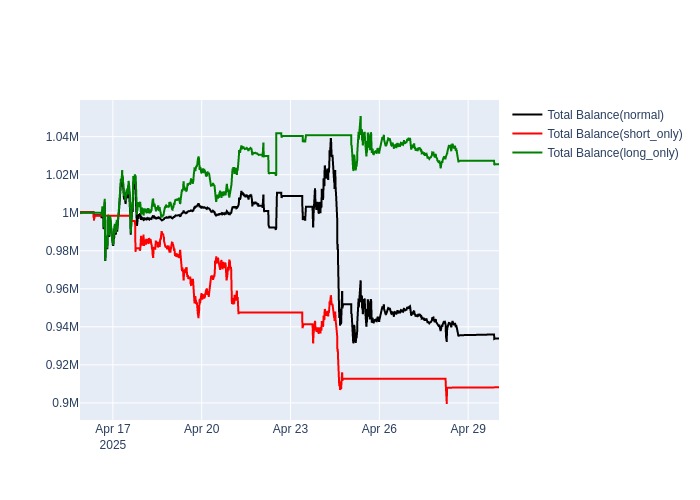 Total Balance(normal)
Total Balance(short_only)
Total Balance(long_only)
1.04M
1.02M
1M
0.98M
0.96M
0.94M
0.92M
0.9M
Apr 17
2025
Apr 20
Apr 23
Apr 26
Apr 29